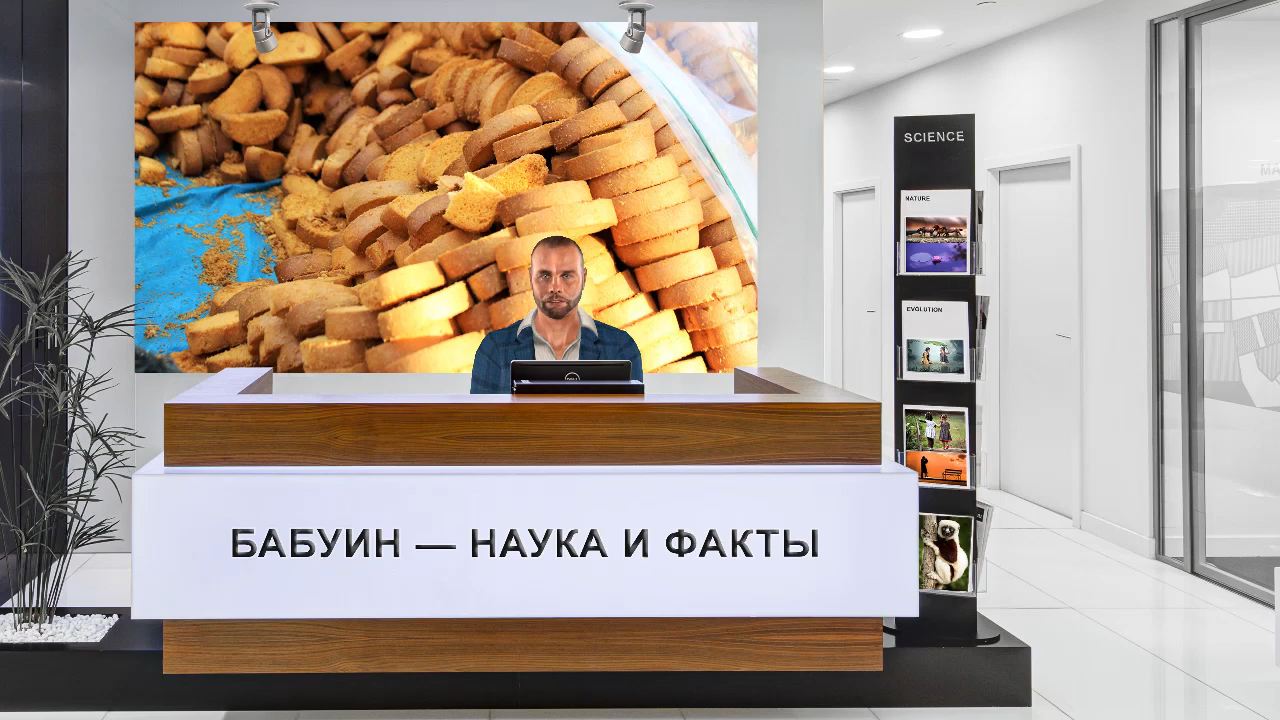 SCIENCE
NATURE
EVOLUTION
БАБУИН — НАУКА И ФАКТЫ